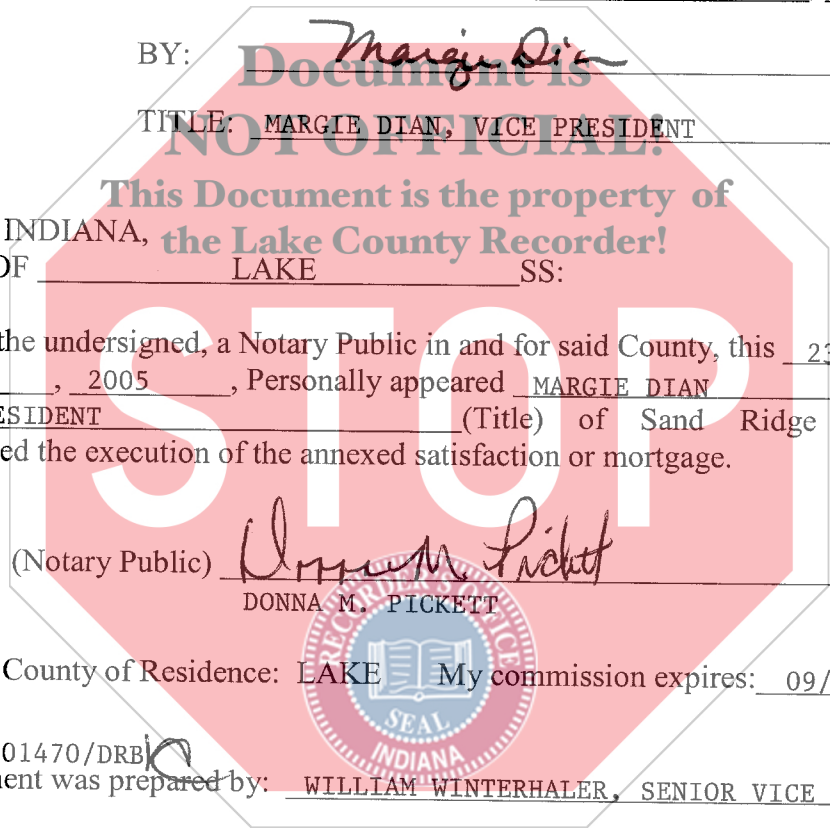 BY: Margie Dian
Document is
TITLE: MARGIE DIAN, VICE PRESIDENT
NOT OFFICIAL!
This Document is the property of
INDIANA,
the Lake County Recorder!
OF LAKE SS:
STOP
the undersigned, a Notary Public in and for said County, this 23
, 2005 , Personally appeared MARGIE DIAN
ESIDENT (Title) of Sand Ridge
ed the execution of the annexed satisfaction or mortgage.
(Notary Public) Donna M. Pickett
DONNA M. PICKETT
RECORDER'S OFFICE
County of Residence: LAKE My commission expires: 09/
SEAL
INDIANA
01470/DRB
ent was prepared by: WILLIAM WINTERHALER, SENIOR VICE